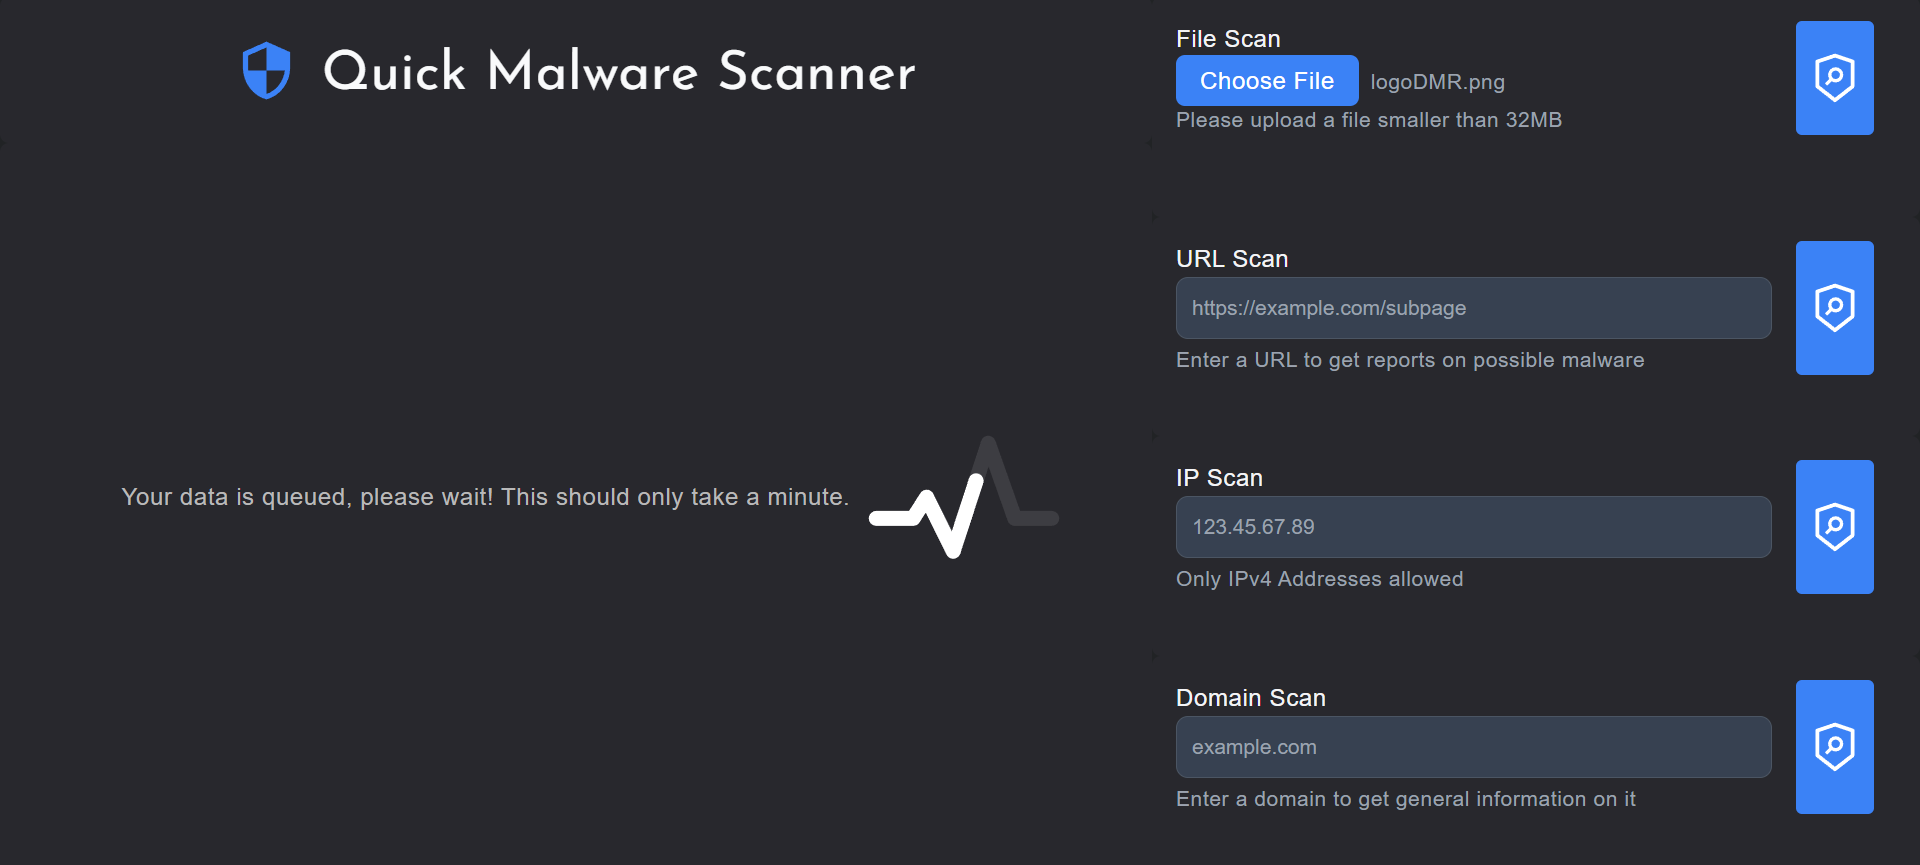 Quick Malware Scanner
Your data is queued, please wait! This should only take a minute.
File Scan
Choose File logoDMR.png
Please upload a file smaller than 32MB
URL Scan
https://example.com/subpage
Enter a URL to get reports on possible malware
IP Scan
123.45.67.89
Only IPv4 Addresses allowed
Domain Scan
example.com
Enter a domain to get general information on it